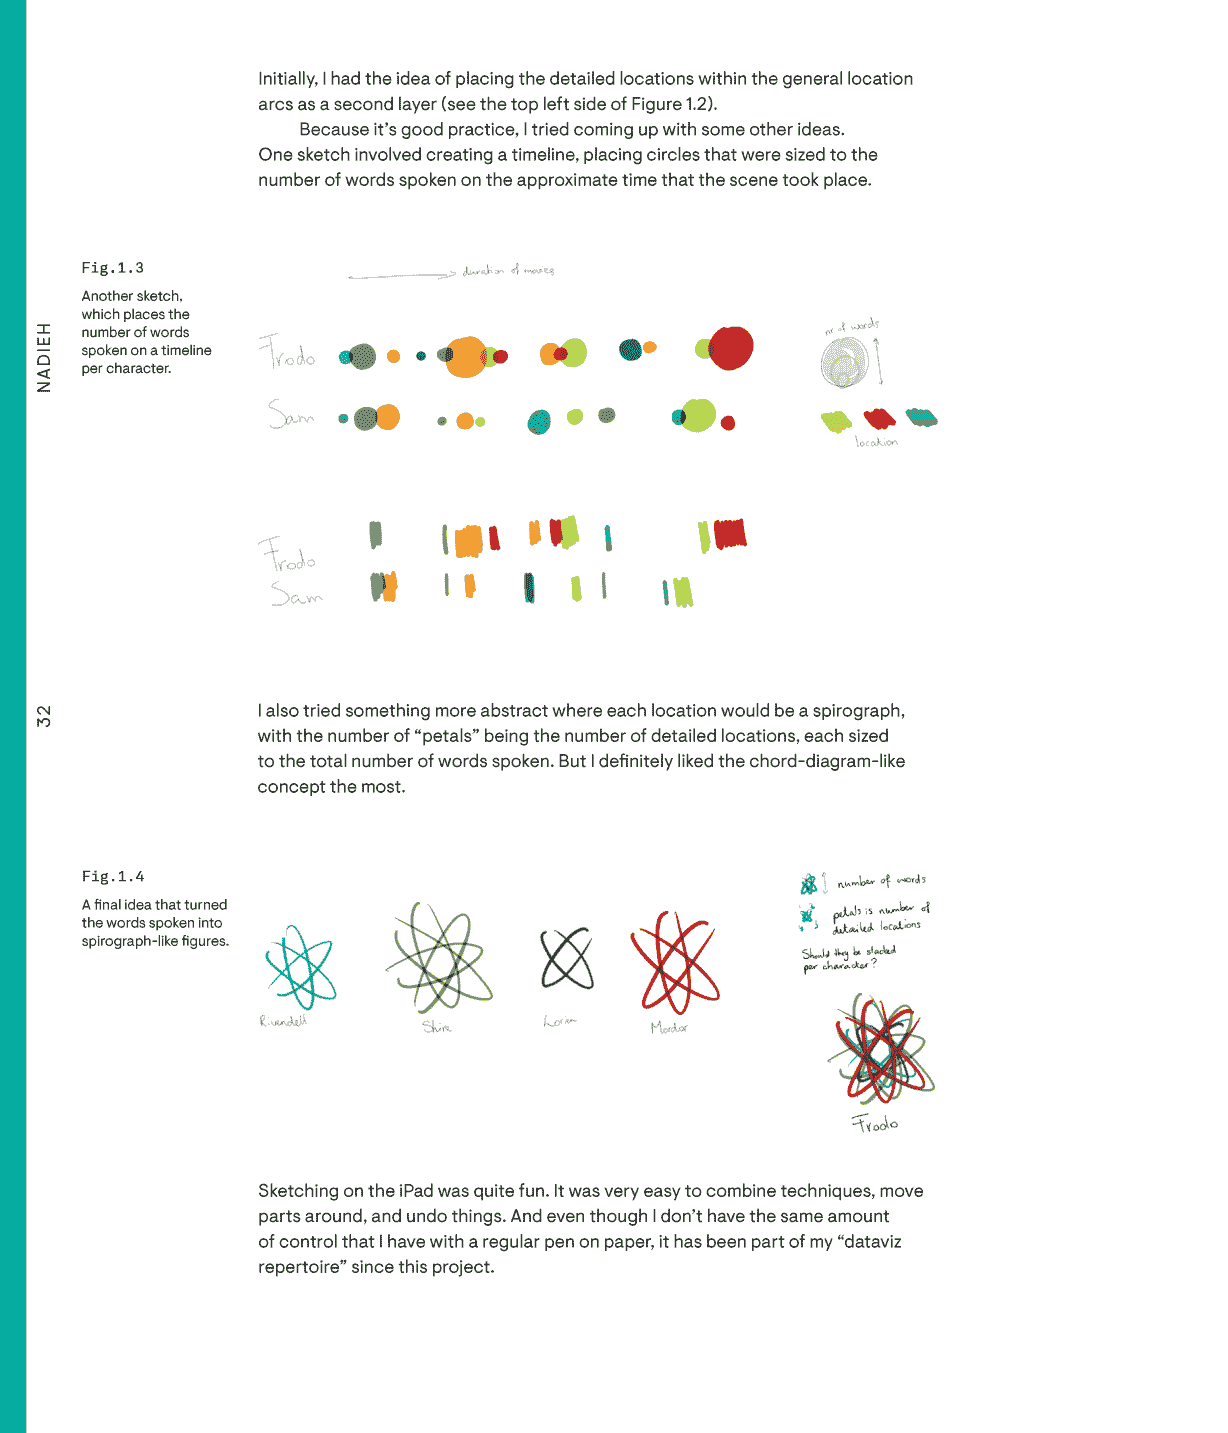 Initially, I had the idea of placing the detailed locations within the general location
arcs as a second layer (see the top left side of Figure 1.2).
Because it's good practice, I tried coming up with some other ideas.
One sketch involved creating a timeline, placing circles that were sized to the
number of words spoken on the approximate time that the scene took place.
Fig.1.3
Another sketch,
which places the
number of words
spoken on a timeline
per character.
NADIEH
duration of movies
Frodo
Sam
nr of words
location
Frodo
Sam
32
I also tried something more abstract where each location would be a spirograph,
with the number of “petals” being the number of detailed locations, each sized
to the total number of words spoken. But I definitely liked the chord-diagram-like
concept the most.
Fig.1.4
A final idea that turned
the words spoken into
spirograph-like figures.
Rivendell
Shire
Mordor
number of words
petals is number of
detailed locations
Should they be stacked
per character?
Frodo
Sketching on the iPad was quite fun. It was very easy to combine techniques, move
parts around, and undo things. And even though I don't have the same amount
of control that I have with a regular pen on paper, it has been part of my “dataviz
repertoire” since this project.